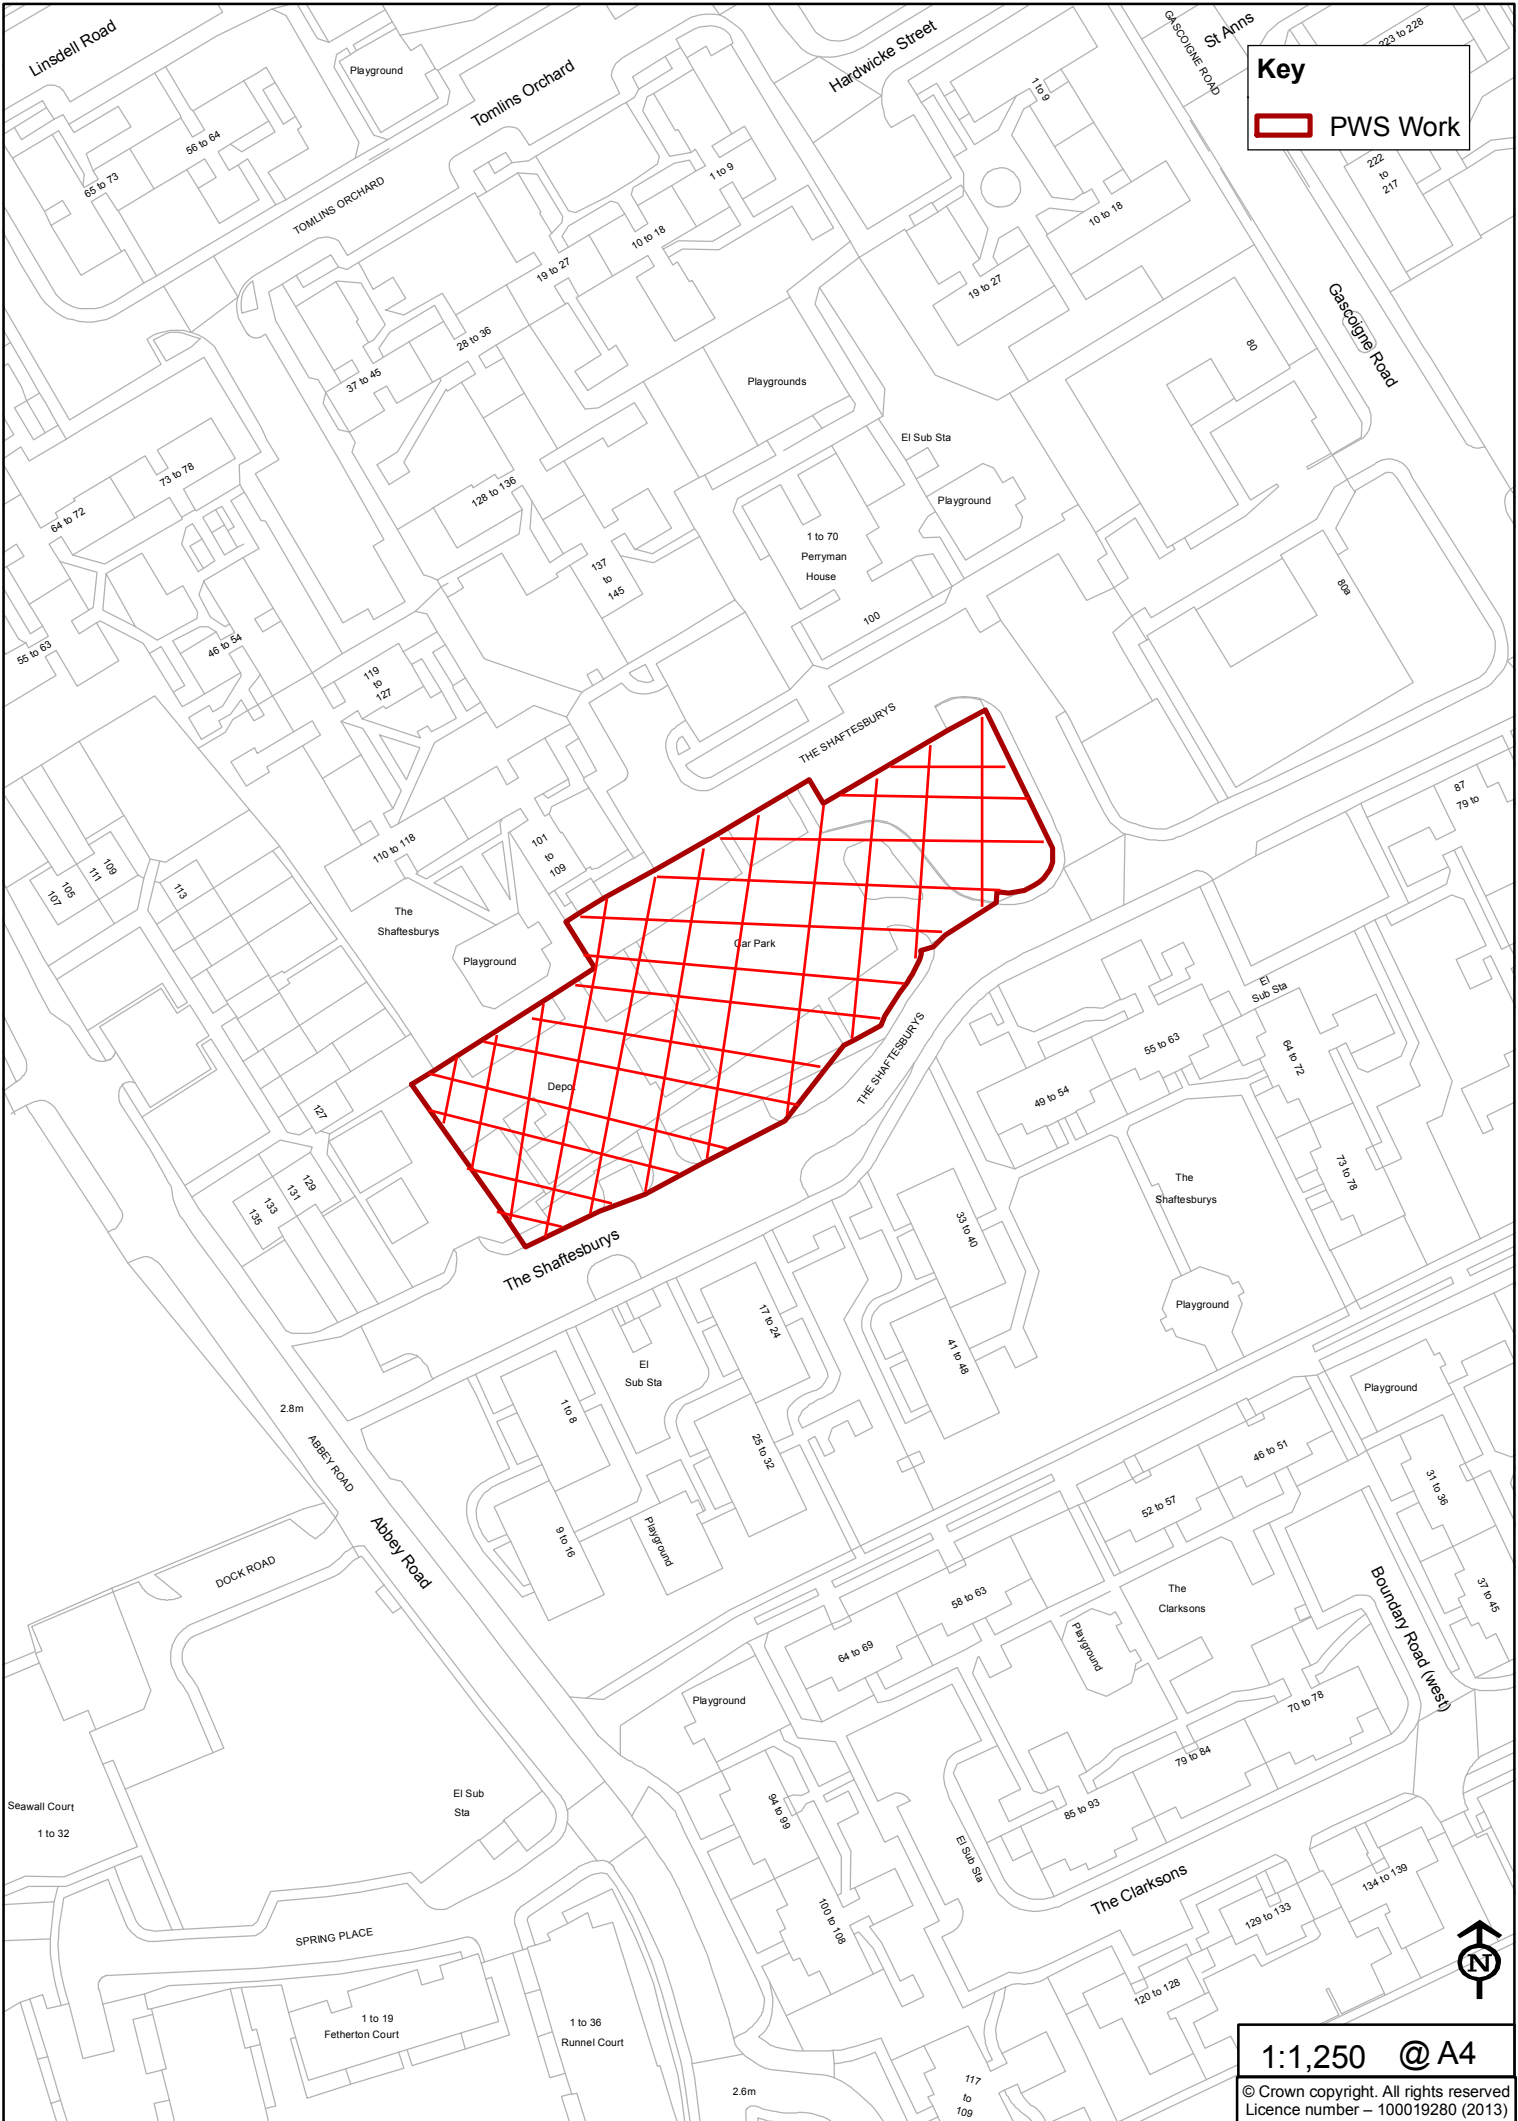 Linsdell Road
Playground
Tomlins Orchard
Hardwicke Street
GASCOIGNE ROAD
St Anns
223 to 228
Key
PWS Work
1 to 9
56 to 64
65 to 73
TOMLINS ORCHARD
1 to 9
222
to
217
10 to 18
10 to 18
19 to 27
19 to 27
28 to 36
37 to 45
Gascoigne Road
80
Playgrounds
El Sub Sta
Playground
73 to 78
64 to 72
128 to 136
1 to 70
Perryman
House
137
to
145
80a
100
46 to 54
55 to 63
119
to
127
THE SHAFTESBURYS
87
79 to
110 to 118
101
to
109
109
111
105
107
113
The
Shaftesburys
Playground
Car Park
El
Sub Sta
THE SHAFTESBURYS
55 to 63
64 to 72
49 to 54
Depot
127
129
131
133
135
The
Shaftesburys
73 to 78
33 to 40
The Shaftesburys
Playground
17 to 24
41 to 48
El
Sub Sta
Playground
2.8m
1 to 8
ABBEY ROAD
25 to 32
46 to 51
31 to 36
52 to 57
Abbey Road
9 to 16
Playground
DOCK ROAD
58 to 63
The
Clarksons
Boundary Road (west)
37 to 45
64 to 69
Playground
Playground
70 to 78
79 to 84
El Sub
Sta
94 to 99
85 to 93
Seawall Court
1 to 32
El Sub Sta
The Clarksons
134 to 139
129 to 133
100 to 108
SPRING PLACE
N
120 to 128
1 to 19
Fetherton Court
1 to 36
Runnel Court
2.6m
117
to
109
1:1,250 @ A4
© Crown copyright. All rights reserved
Licence number – 100019280 (2013)